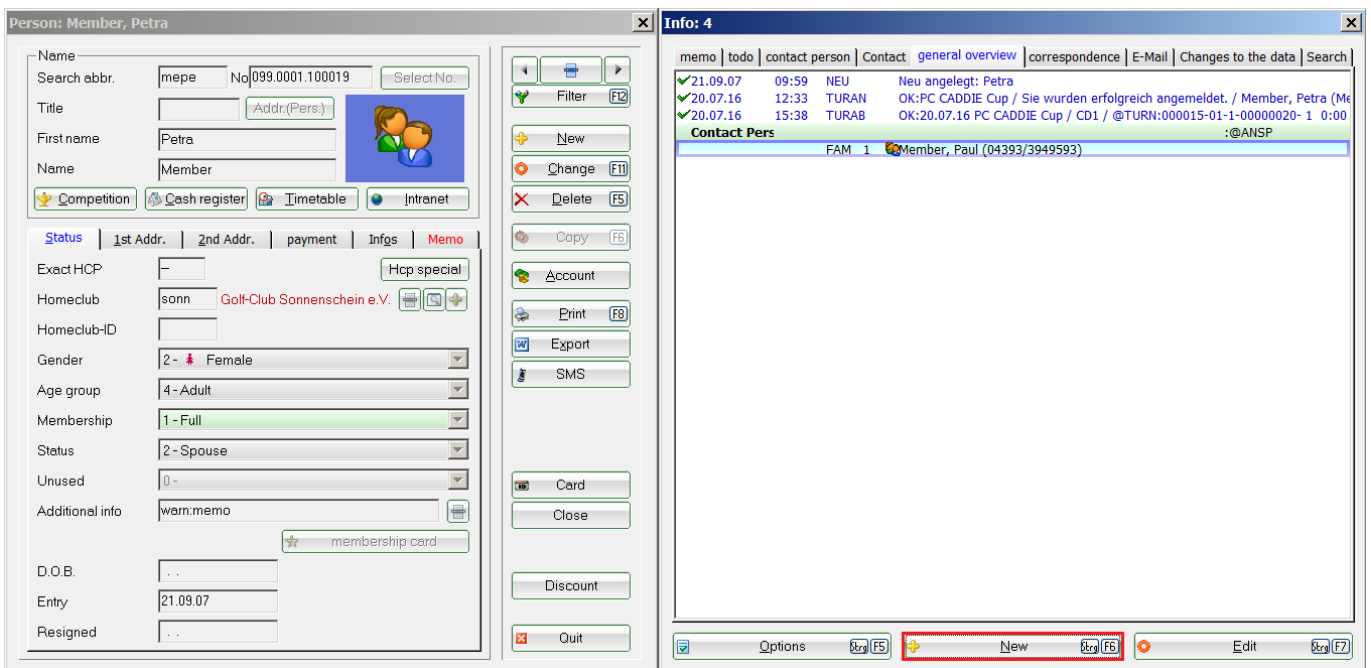 Person: Member, Petra
Name
Search abbr. mepe No 099.0001.100019 Select No.
Title Addr.(Pers.)
First name Petra
Name Member
Competition Cash register Timetable Intranet
Status 1st Addr. 2nd Addr. payment Infos Memo
Exact HCP – Hcp special
Homeclub sonn Golf-Club Sonnenschein e.V.
Homeclub-ID
Gender 2 - Female
Age group 4 - Adult
Membership 1 - Full
Status 2 - Spouse
Unused 0 -
Additional info warn:memo
membership card
D.O.B. . .
Entry 21.09.07
Resigned . .
Filter F12
New
Change F11
Delete F5
Copy F6
Account
Print F8
Export
SMS
Card
Close
Discount
Quit
Info: 4
memo todo contact person Contact general overview correspondence E-Mail Changes to the data Search
21.09.07 09:59 NEU Neu angelegt: Petra
20.07.16 12:33 TURAN OK:PC CADDIE Cup / Sie wurden erfolgreich angemeldet. / Member, Petra (Me
20.07.16 15:38 TURAB OK:20.07.16 PC CADDIE Cup / CD1 / @TURN:000015-01-1-00000020- 1 0:00
Contact Pers :@ANSP
FAM 1 Member, Paul (04393/3949593)
Options Strg F5 New Strg F6 Edit Strg F7